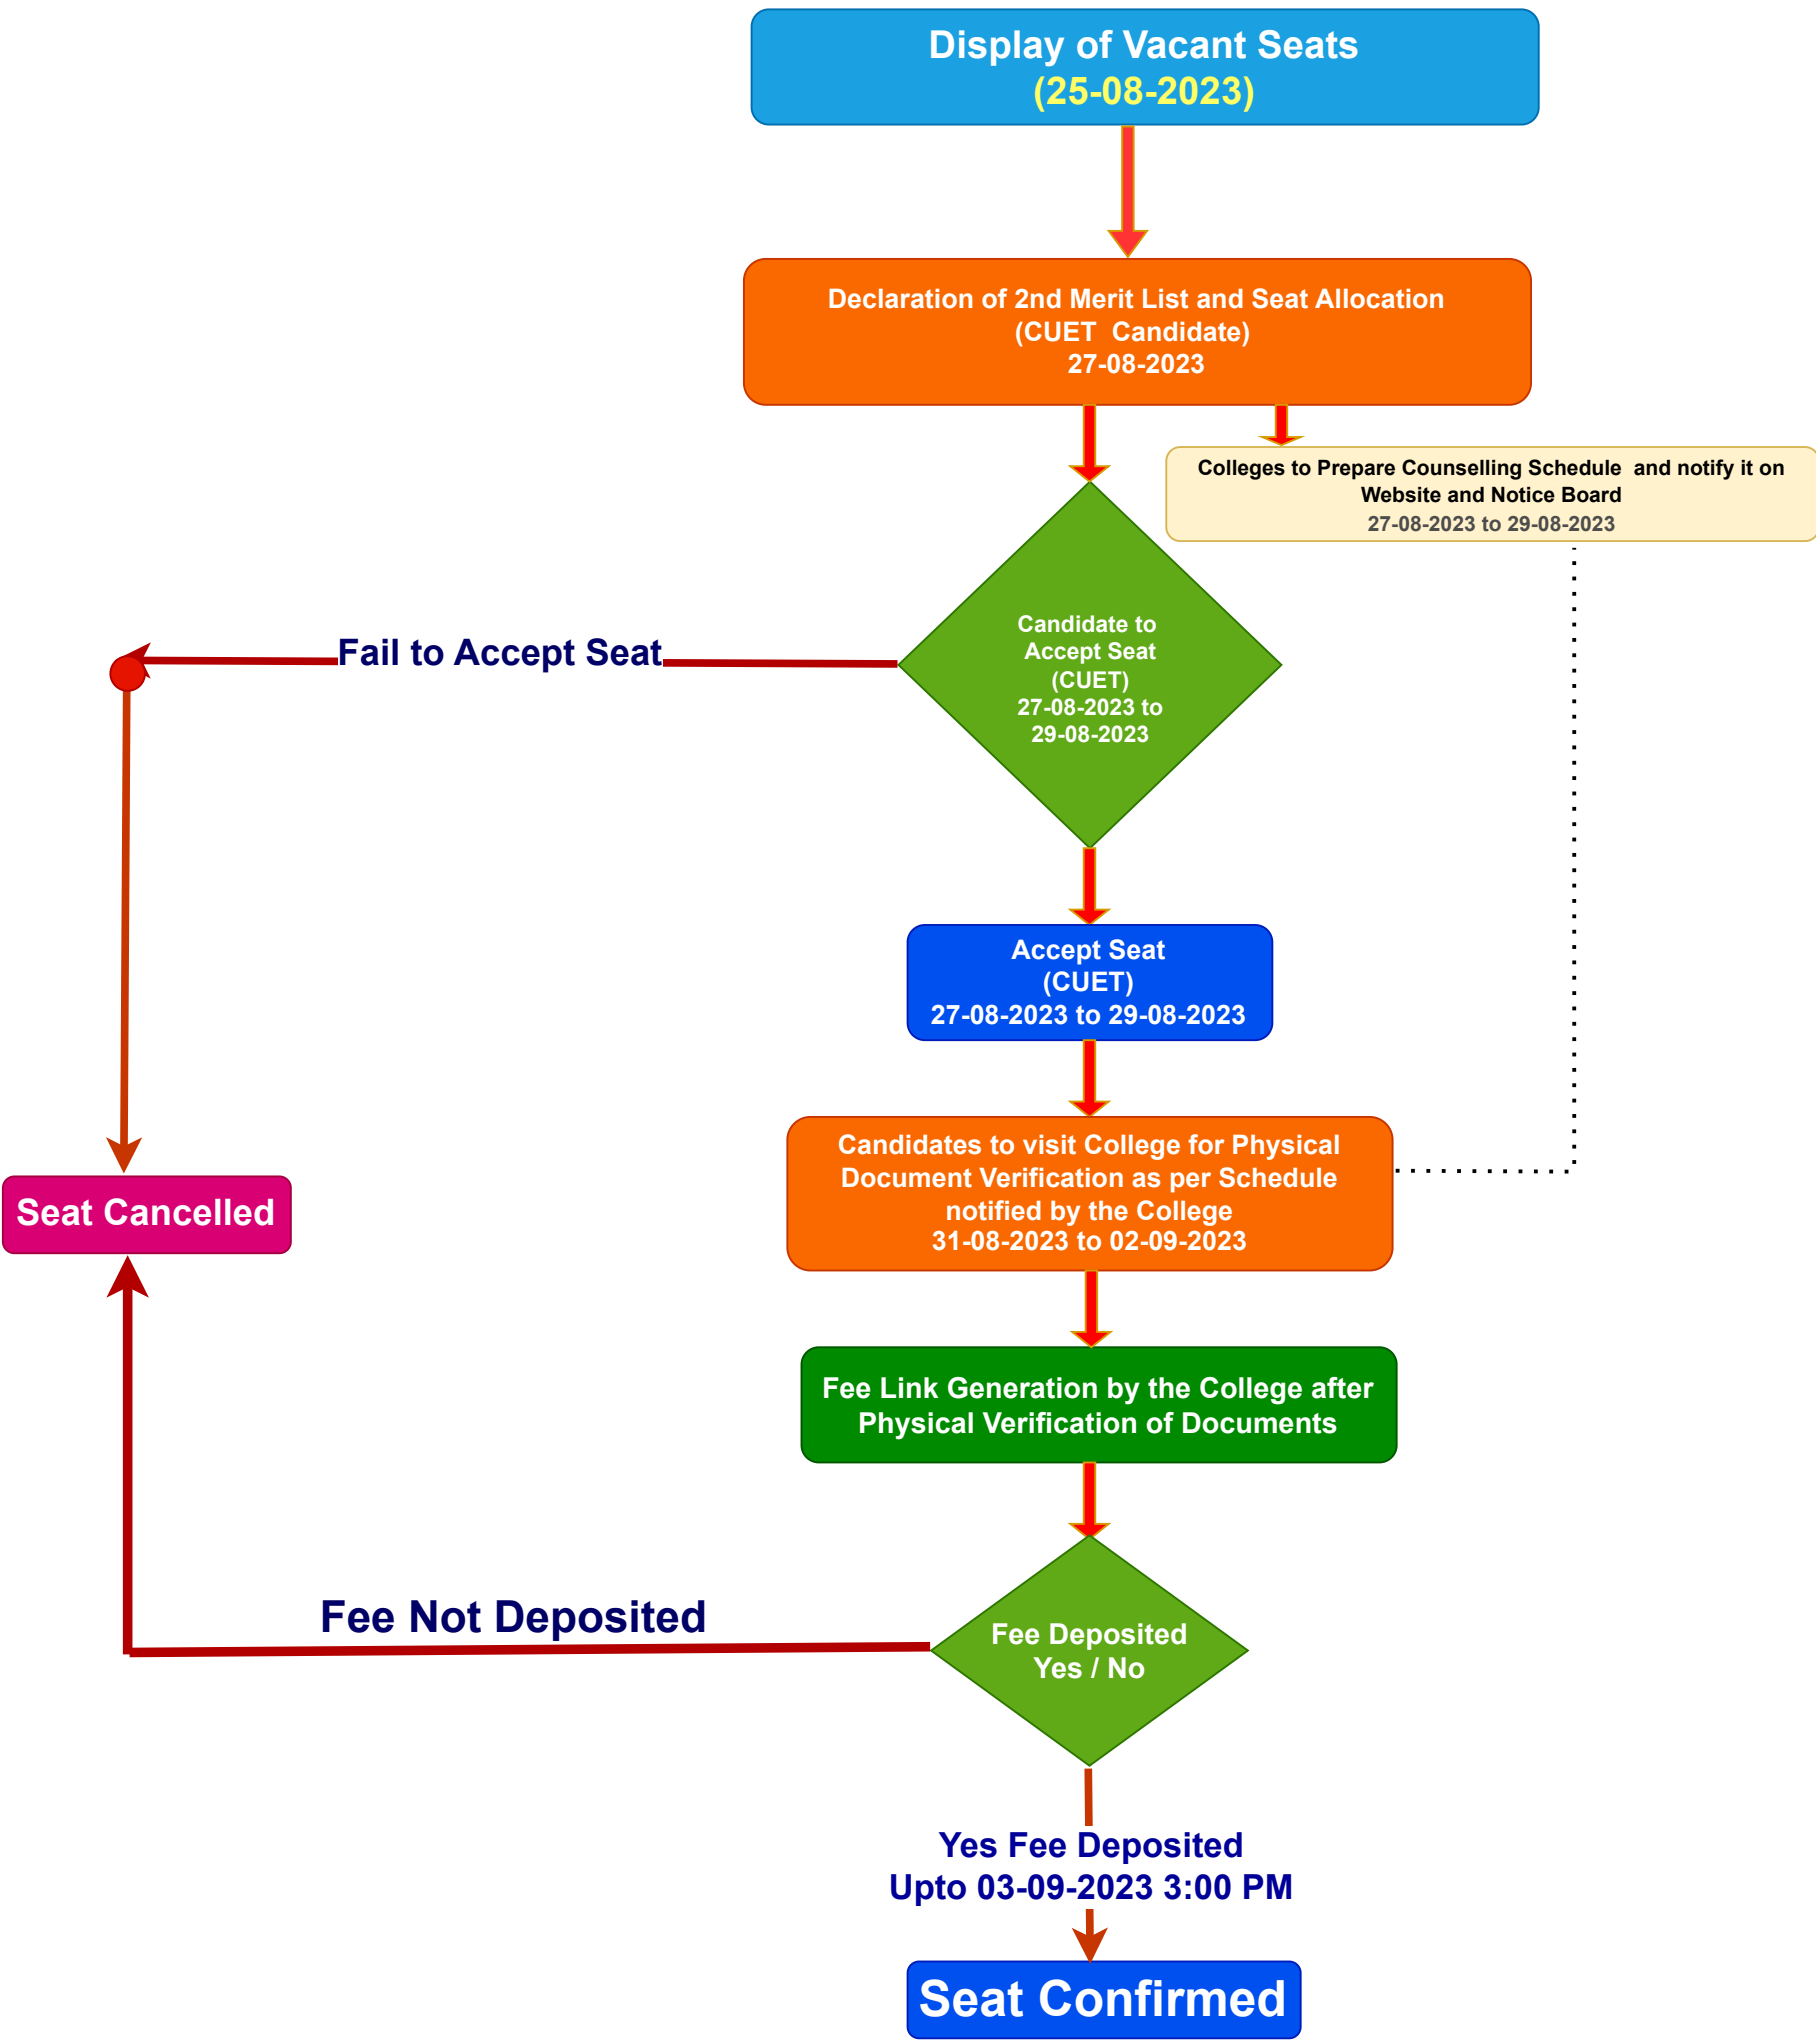 Display of Vacant Seats
(25-08-2023)
Declaration of 2nd Merit List and Seat Allocation
(CUET  Candidate)
27-08-2023
Colleges to Prepare Counselling Schedule  and notify it on
Website and Notice Board
27-08-2023 to 29-08-2023
Candidate to
Accept Seat
(CUET)
27-08-2023 to
29-08-2023
Fail to Accept Seat
Accept Seat
(CUET)
27-08-2023 to 29-08-2023
Candidates to visit College for Physical
Document Verification as per Schedule
notified by the College
31-08-2023 to 02-09-2023
Seat Cancelled
Fee Link Generation by the College after
Physical Verification of Documents
Fee Not Deposited
Fee Deposited
Yes / No
Yes Fee Deposited
Upto 03-09-2023 3:00 PM
Seat Confirmed